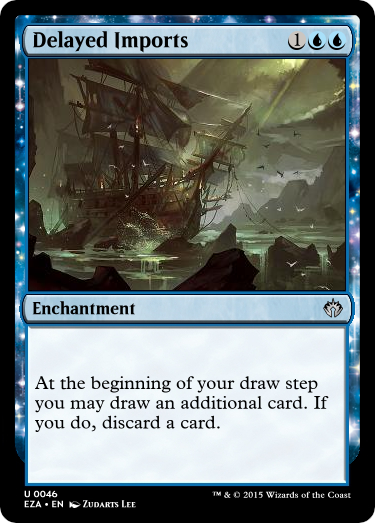 Delayed Imports 1
Enchantment
At the beginning of your draw step
you may draw an additional card. If
you do, discard a card.
U 0046
EZA • EN Zudarts Lee
™ & © 2015 Wizards of the Coast